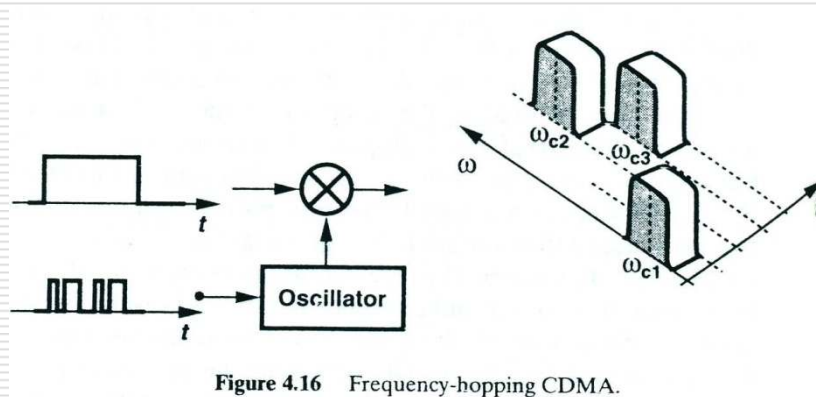 ω
ωc2
ωc3
ωc1
t
t
Oscillator
Figure 4.16 Frequency-hopping CDMA.